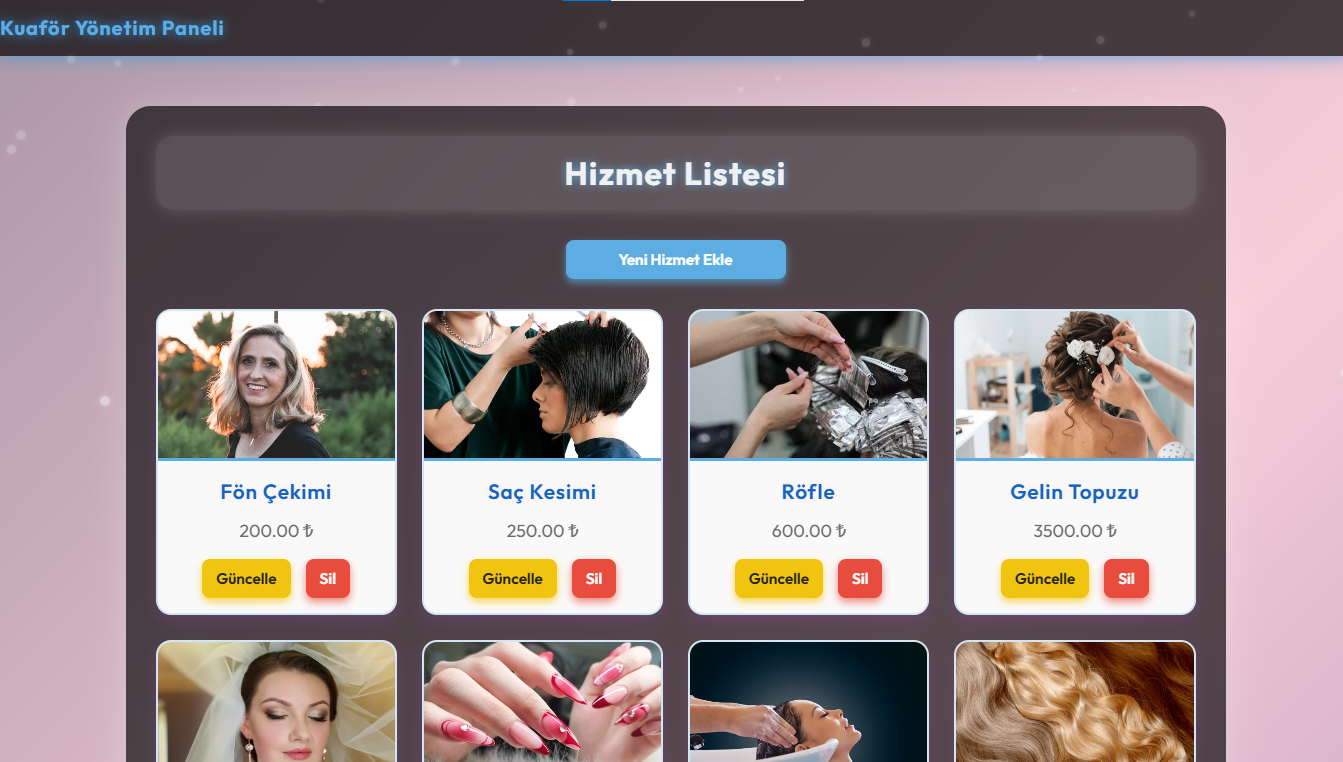 Kuaför Yönetim Paneli
Hizmet Listesi
Yeni Hizmet Ekle
Fön Çekimi
200.00 ₺
Güncelle
Sil
Saç Kesimi
250.00 ₺
Güncelle
Sil
Röfle
600.00 ₺
Güncelle
Sil
Gelin Topuzu
3500.00 ₺
Güncelle
Sil